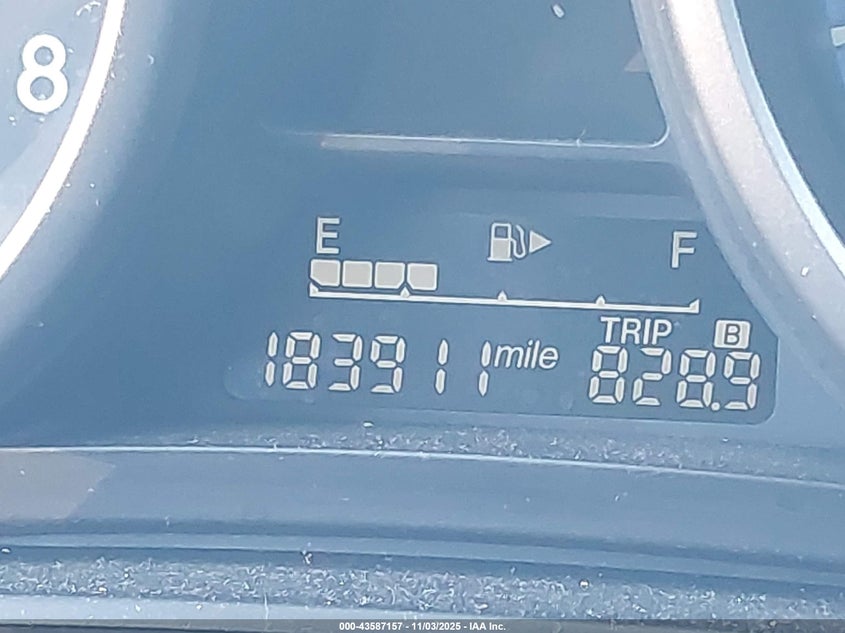 8
E F
TRIP B
183911 mile 828.9
000-43587157 - 11/03/2025 - IAA Inc.